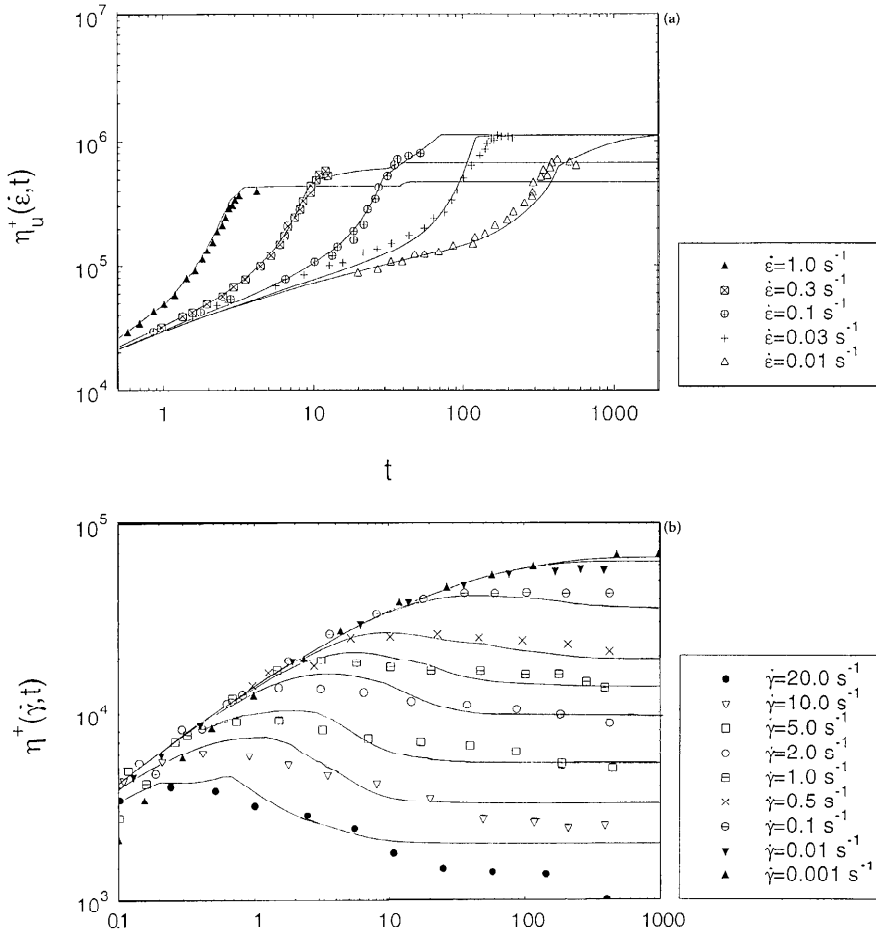 (a)
10^7
10^6
10^5
10^4
η_u^+(ε̇,t)
1 10 100 1000
t
ε̇=1.0 s^-1
ε̇=0.3 s^-1
ε̇=0.1 s^-1
ε̇=0.03 s^-1
ε̇=0.01 s^-1
(b)
10^5
10^4
10^3
η^+(γ̇,t)
0.1 1 10 100 1000
γ̇=20.0 s^-1
γ̇=10.0 s^-1
γ̇=5.0 s^-1
γ̇=2.0 s^-1
γ̇=1.0 s^-1
γ̇=0.5 s^-1
γ̇=0.1 s^-1
γ̇=0.01 s^-1
γ̇=0.001 s^-1